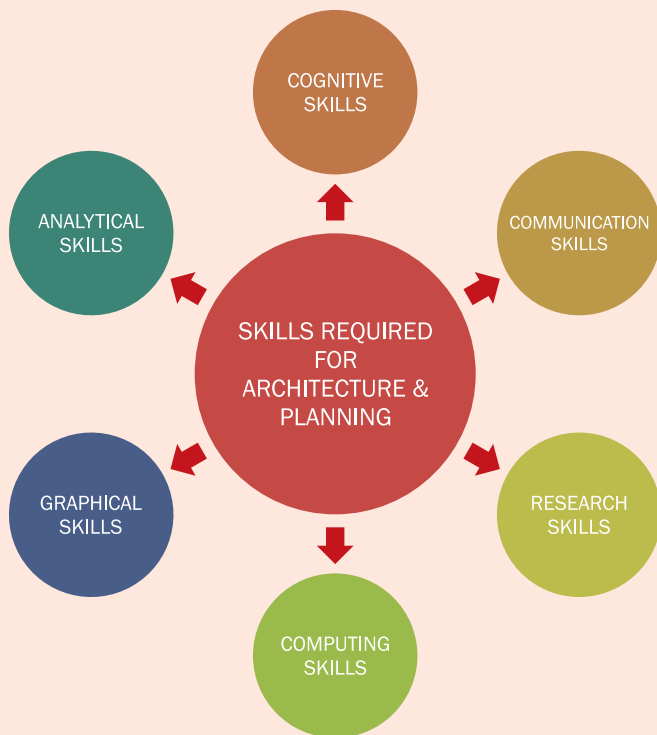 COGNITIVE
SKILLS
ANALYTICAL
SKILLS
COMMUNICATION
SKILLS
SKILLS REQUIRED
FOR
ARCHITECTURE &
PLANNING
GRAPHICAL
SKILLS
RESEARCH
SKILLS
COMPUTING
SKILLS